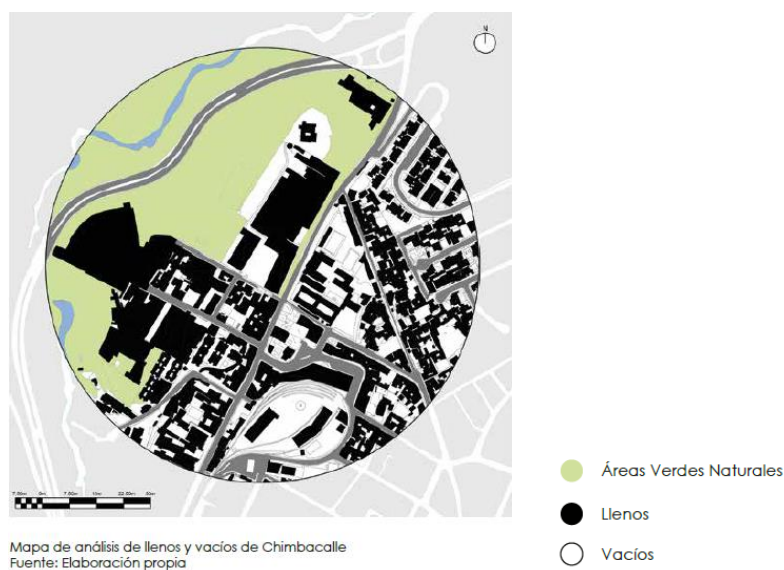 N
Áreas Verdes Naturales
Llenos
Vacíos
Mapa de análisis de llenos y vacíos de Chimbacalle
Fuente: Elaboración propia